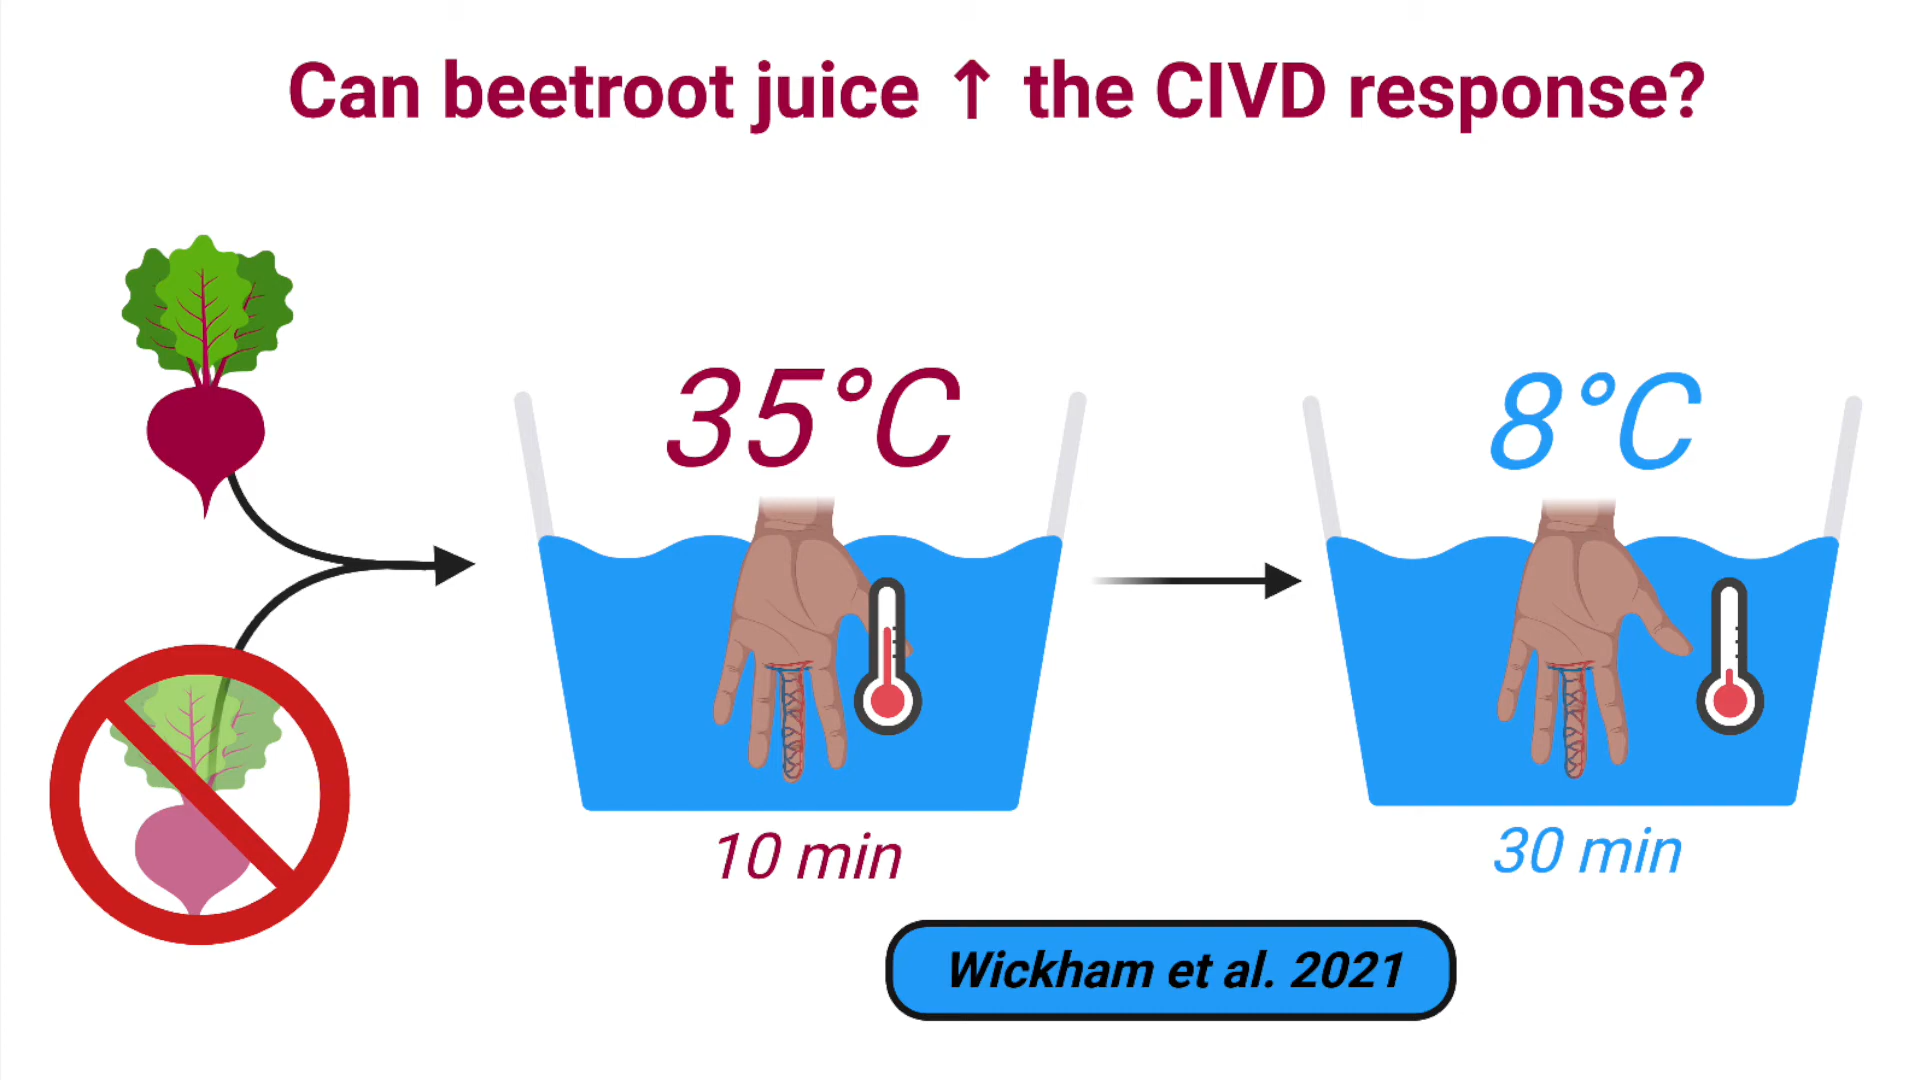 Can beetroot juice ↑ the CIVD response?
35°C
8°C
10 min
30 min
Wickham et al. 2021